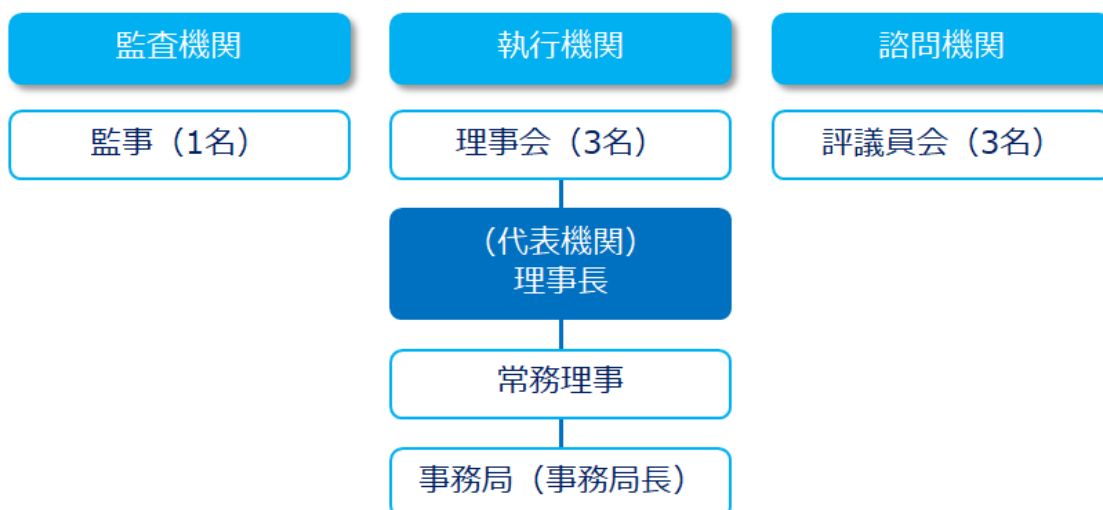 監査機関
執行機関
諮問機関
監事（1名）
理事会（3名）
評議員会（3名）
（代表機関）
理事長
常務理事
事務局（事務局長）